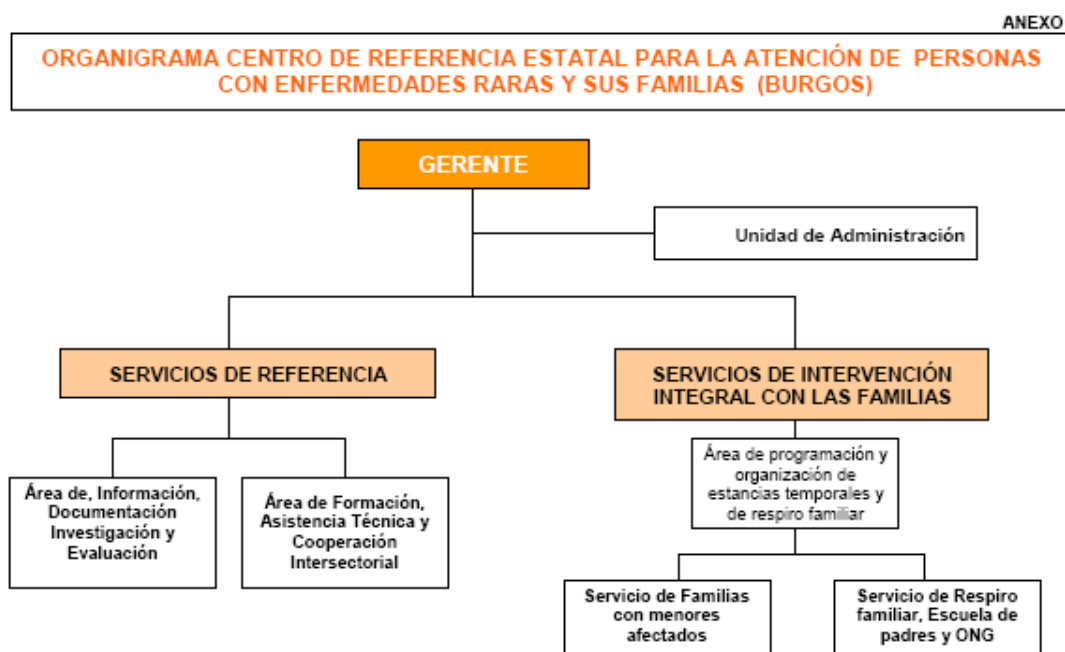 ANEXO
ORGANIGRAMA CENTRO DE REFERENCIA ESTATAL PARA LA ATENCIÓN DE PERSONAS
CON ENFERMEDADES RARAS Y SUS FAMILIAS (BURGOS)
GERENTE
Unidad de Administración
SERVICIOS DE REFERENCIA
SERVICIOS DE INTERVENCIÓN
INTEGRAL CON LAS FAMILIAS
Área de, Información,
Documentación
Investigación y
Evaluación
Área de Formación,
Asistencia Técnica y
Cooperación
Intersectorial
Área de programación y
organización de
estancias temporales y
de respiro familiar
Servicio de Familias
con menores
afectados
Servicio de Respiro
familiar, Escuela de
padres y ONG